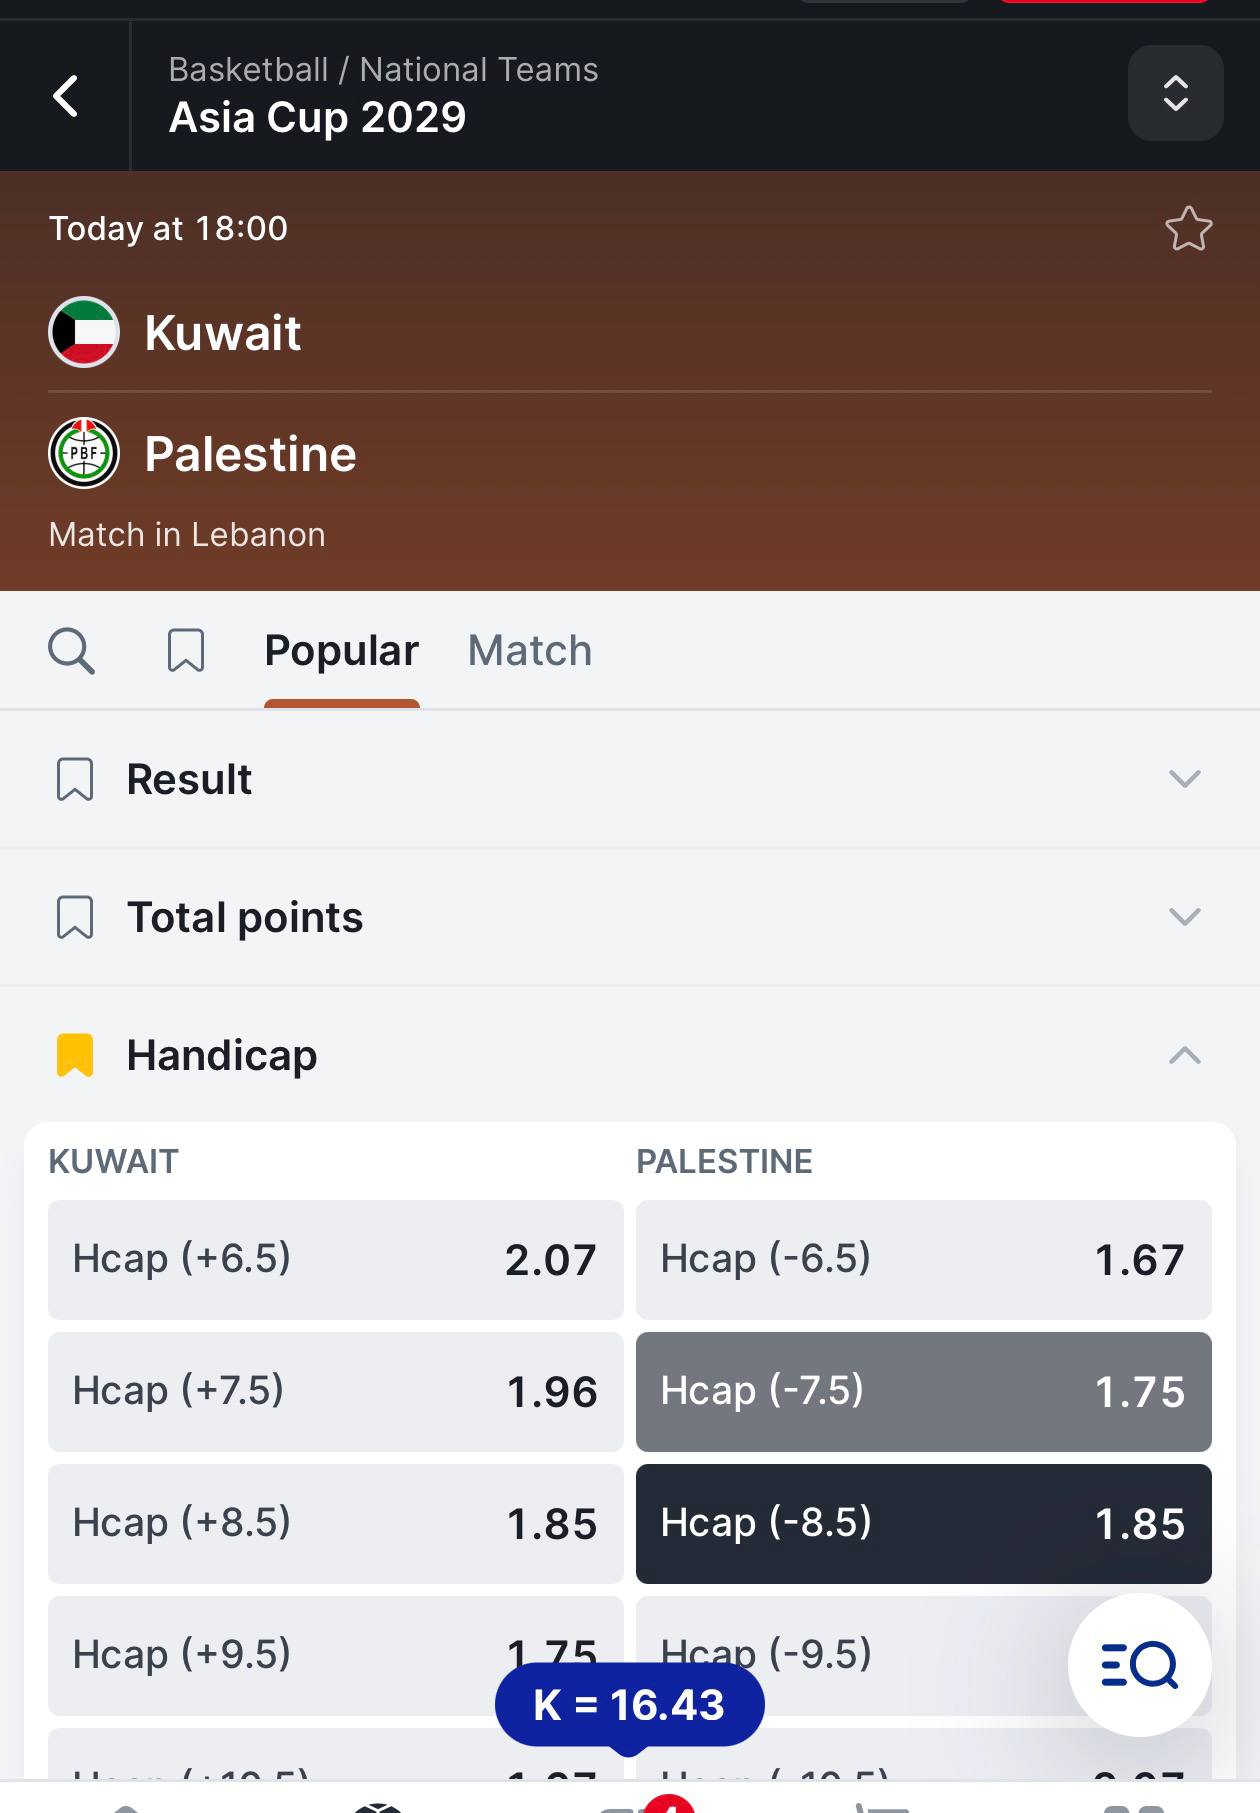 Basketball / National Teams
Asia Cup 2029
Today at 18:00
Kuwait
PBF
Palestine
Match in Lebanon
Popular Match
Result
Total points
Handicap
KUWAIT PALESTINE
Hcap (+6.5) 2.07 Hcap (-6.5) 1.67
Hcap (+7.5) 1.96 Hcap (-7.5) 1.75
Hcap (+8.5) 1.85 Hcap (-8.5) 1.85
Hcap (+9.5) 1.75 Hcap (-9.5)
K = 16.43